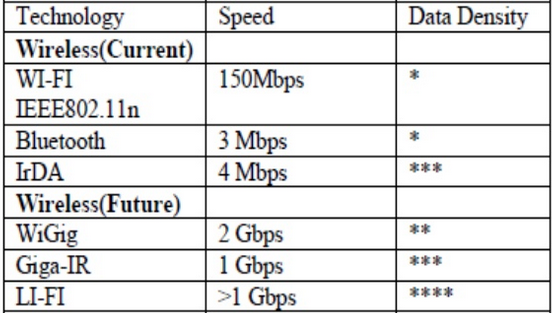 Technology Speed Data Density
Wireless(Current)
WI-FI 150Mbps *
IEEE802.11n
Bluetooth 3 Mbps *
IrDA 4 Mbps ***
Wireless(Future)
WiGig 2 Gbps **
Giga-IR 1 Gbps ***
LI-FI >1 Gbps ****